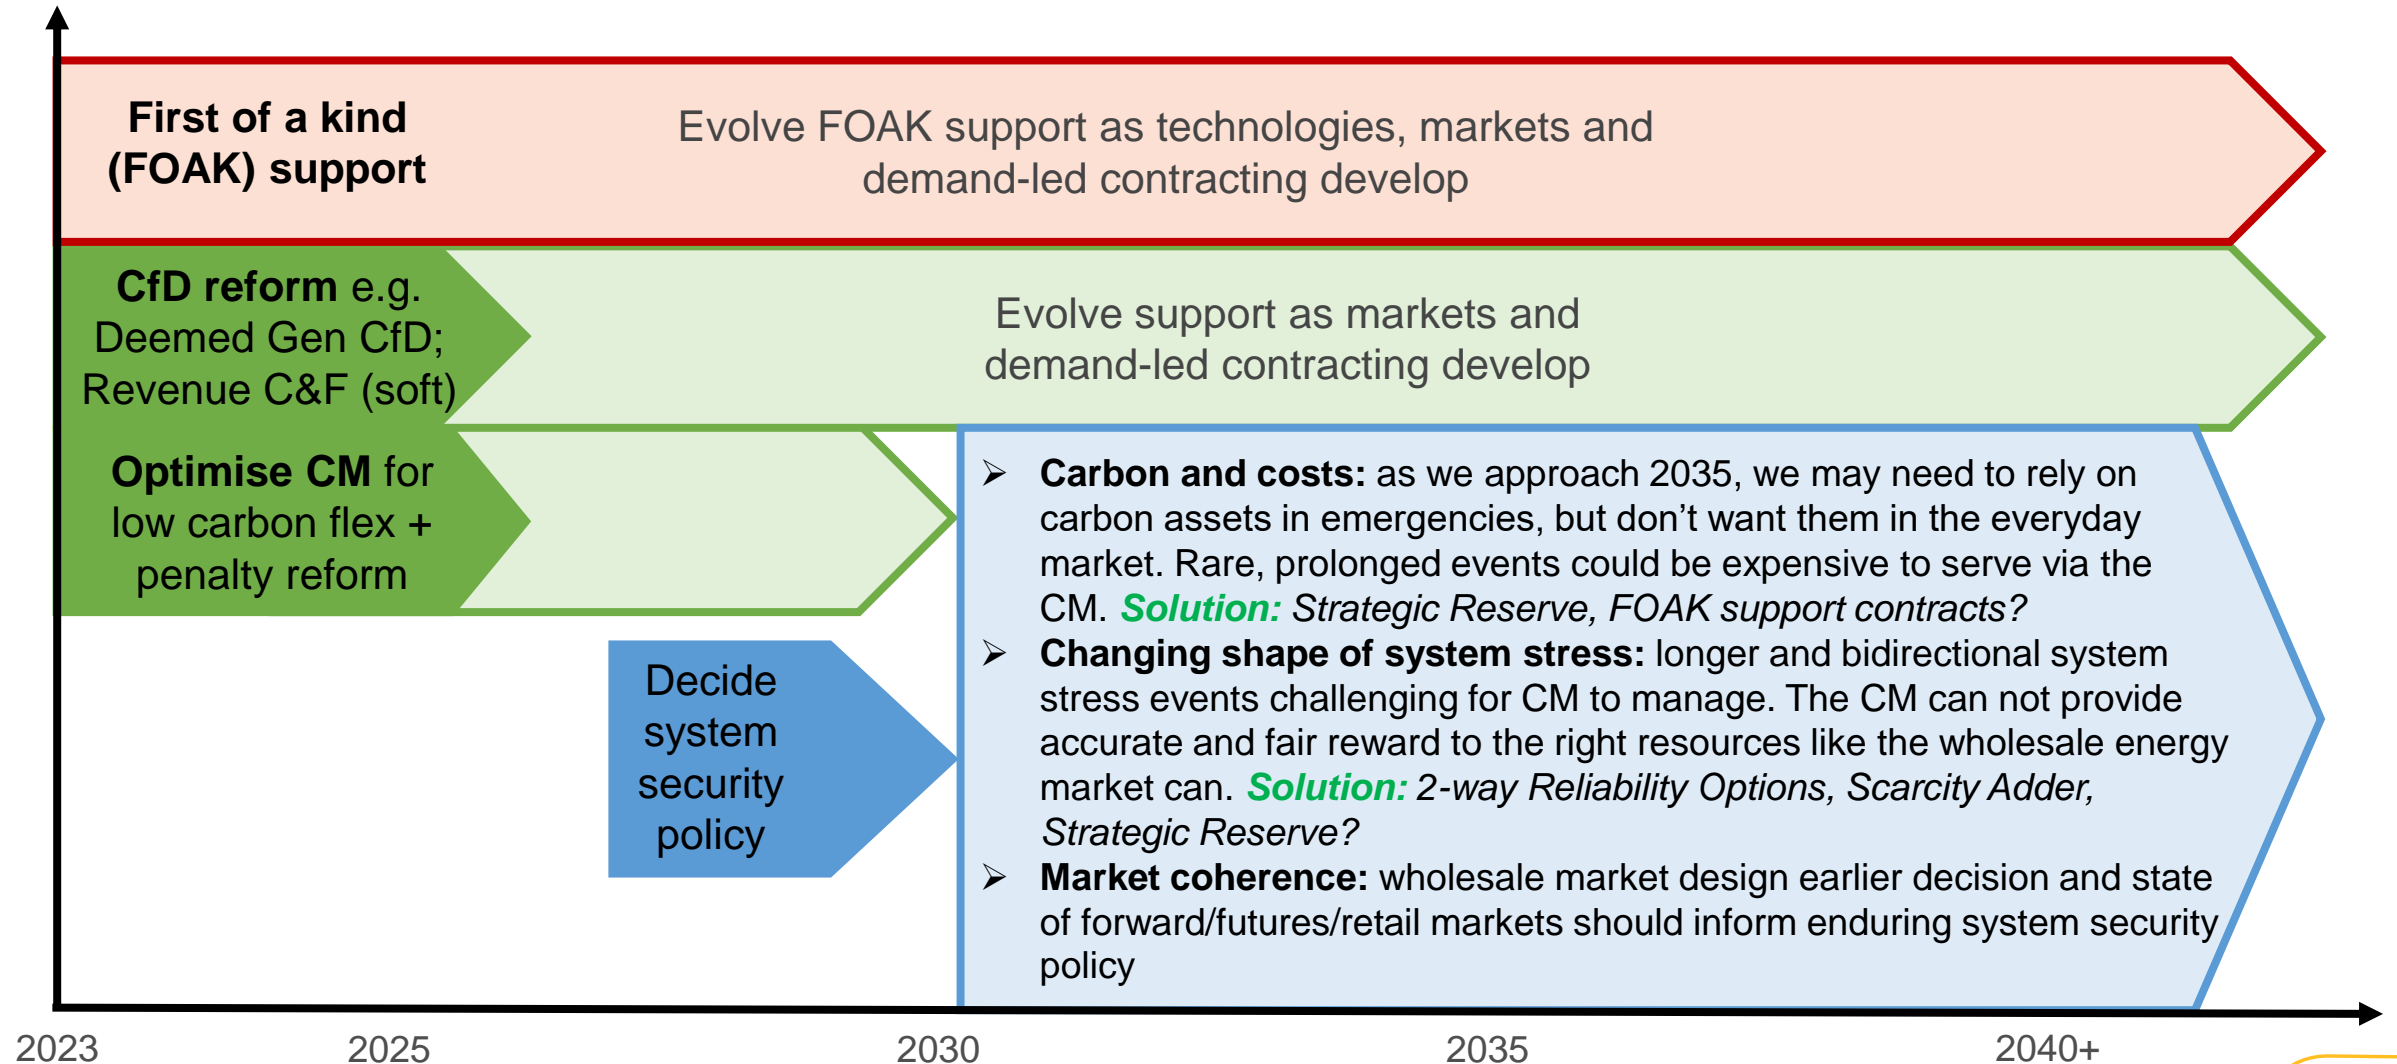 First of a kind
(FOAK) support
Evolve FOAK support as technologies, markets and
demand-led contracting develop
CfD reform e.g.
Deemed Gen CfD;
Revenue C&F (soft)
Evolve support as markets and
demand-led contracting develop
Optimise CM for
low carbon flex +
penalty reform
Decide
system
security
policy
➢ Carbon and costs: as we approach 2035, we may need to rely on
carbon assets in emergencies, but don’t want them in the everyday
market. Rare, prolonged events could be expensive to serve via the
CM. Solution: Strategic Reserve, FOAK support contracts?
➢ Changing shape of system stress: longer and bidirectional system
stress events challenging for CM to manage. The CM can not provide
accurate and fair reward to the right resources like the wholesale energy
market can. Solution: 2-way Reliability Options, Scarcity Adder,
Strategic Reserve?
➢ Market coherence: wholesale market design earlier decision and state
of forward/futures/retail markets should inform enduring system security
policy
2023 2025 2030 2035 2040+